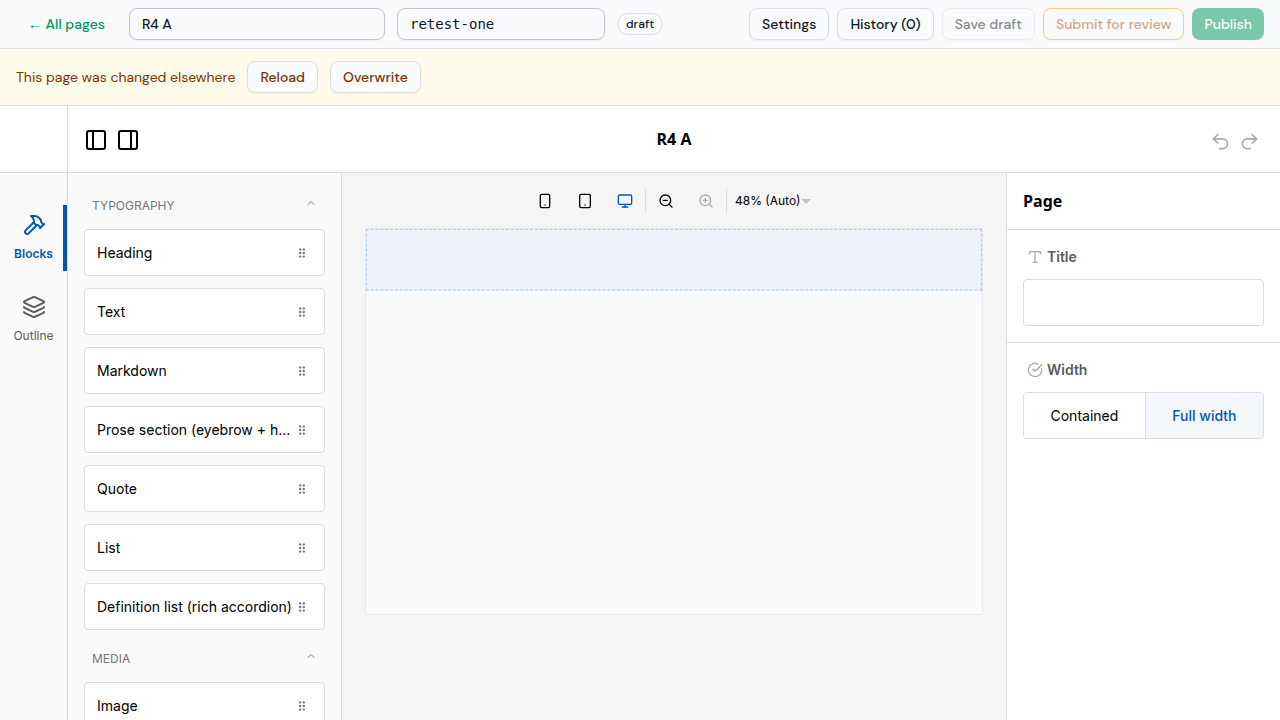 ← All pages
R4 A
retest-one
draft
Settings
History (0)
Save draft
Submit for review
Publish
This page was changed elsewhere
Reload
Overwrite
R4 A
Blocks
Outline
TYPOGRAPHY
Heading
Text
Markdown
Prose section (eyebrow + h...
Quote
List
Definition list (rich accordion)
MEDIA
Image
48% (Auto)
Page
Title
Width
Contained
Full width